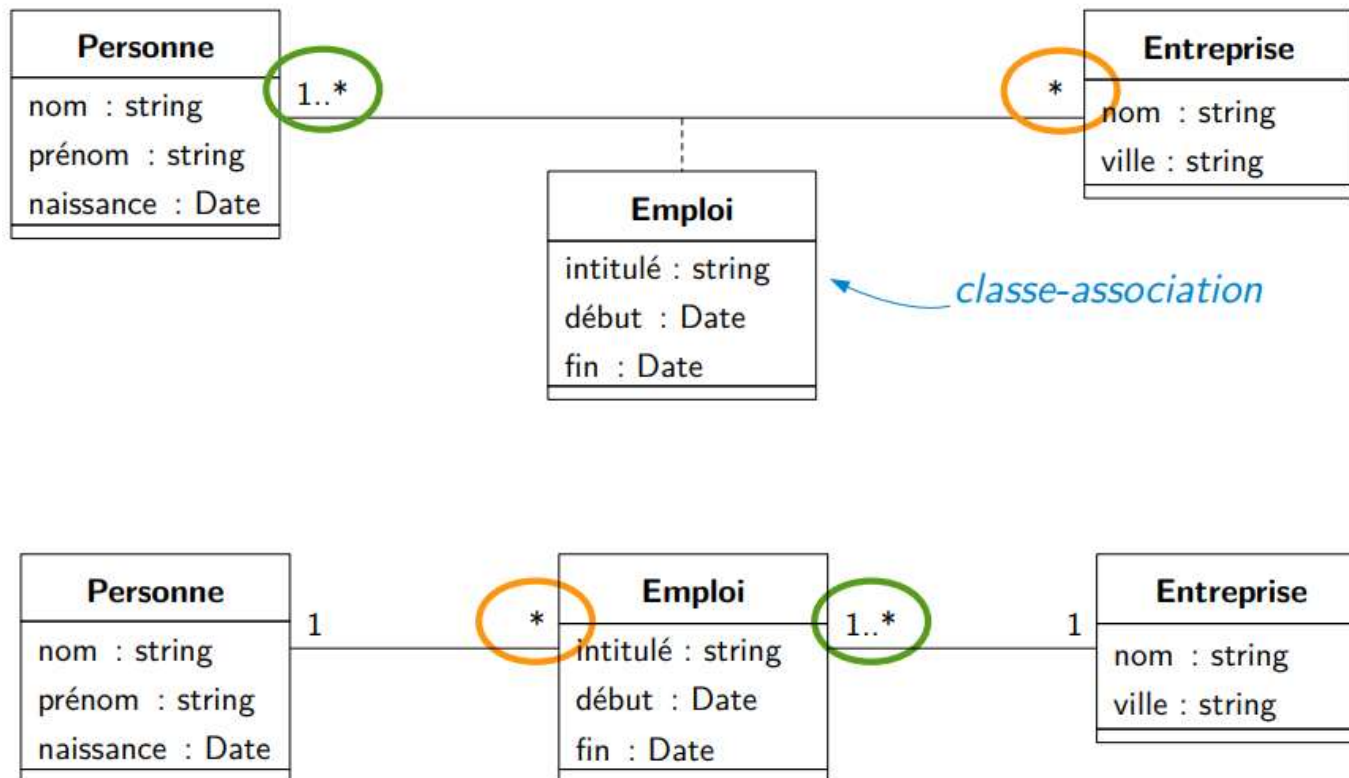 Personne
1..*
nom : string
prénom : string
naissance : Date
*
Entreprise
nom : string
ville : string
Emploi
intitulé : string
début : Date
fin : Date
classe-association
Personne
1
nom : string
prénom : string
naissance : Date
*
Emploi
1..*
intitulé : string
début : Date
fin : Date
1
Entreprise
nom : string
ville : string